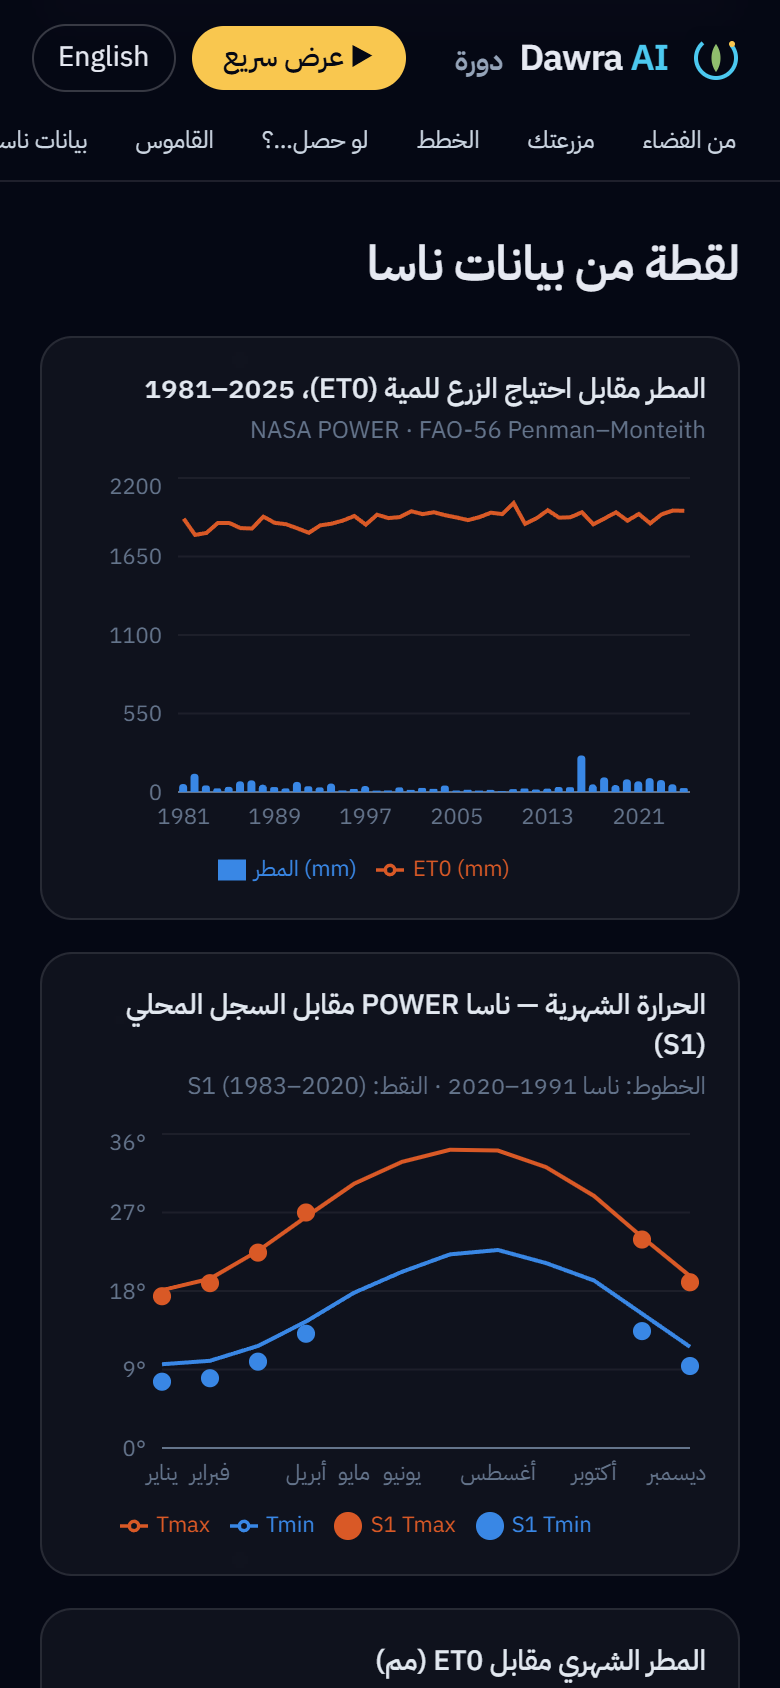 Dawra AI دورة
▶ عرض سريع
English
من الفضاء
مزرعتك
الخطط
لو حصل...؟
القاموس
بيانات ناس
لقطة من بيانات ناسا
المطر مقابل احتياج الزرع للمية (ET0)، 1981–2025
NASA POWER · FAO-56 Penman–Monteith
2200
1650
1100
550
0
1981 1989 1997 2005 2013 2021
المطر (mm) ET0 (mm)
الحرارة الشهرية — ناسا POWER مقابل السجل المحلي
(S1)
الخطوط: ناسا 1991–2020 · النقط: S1 (1983–2020)
36°
27°
18°
9°
0°
يناير فبراير أبريل مايو يونيو أغسطس أكتوبر ديسمبر
Tmax Tmin S1 Tmax S1 Tmin
المطر الشهري مقابل ET0 (مم)